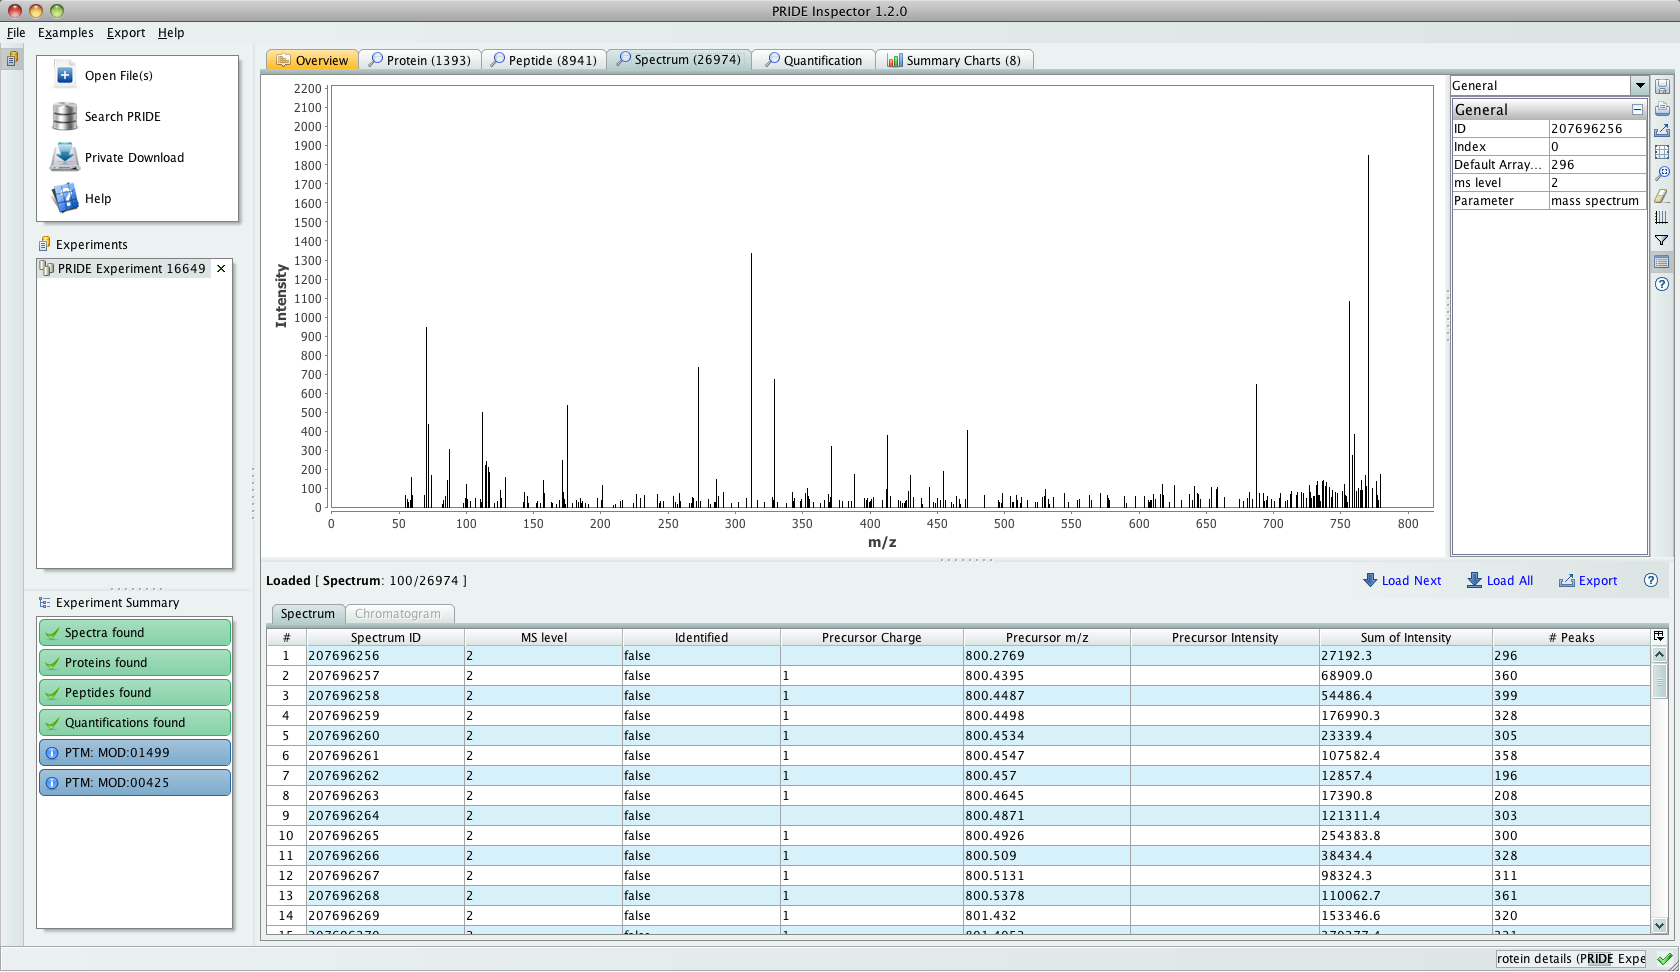 PRIDE Inspector 1.2.0
File Examples Export Help
Open File(s)
Search PRIDE
Private Download
Help
Experiments
PRIDE Experiment 16649
Experiment Summary
Spectra found
Proteins found
Peptides found
Quantifications found
PTM: MOD:01499
PTM: MOD:00425
Overview Protein (1393) Peptide (8941) Spectrum (26974) Quantification Summary Charts (8)
2200
2100
2000
1900
1800
1700
1600
1500
1400
1300
1200
1100
1000
900
800
700
600
500
400
300
200
100
0
Intensity
0 50 100 150 200 250 300 350 400 450 500 550 600 650 700 750 800
m/z
General
General
ID 207696256
Index 0
Default Array... 296
ms level 2
Parameter mass spectrum
Loaded [ Spectrum: 100/26974 ]
Load Next Load All Export
Spectrum Chromatogram
# Spectrum ID MS level Identified Precursor Charge Precursor m/z Precursor Intensity Sum of Intensity # Peaks
1 207696256 2 false 800.2769 27192.3 296
2 207696257 2 false 1 800.4395 68909.0 360
3 207696258 2 false 1 800.4487 54486.4 399
4 207696259 2 false 1 800.4498 176990.3 328
5 207696260 2 false 1 800.4534 23339.4 305
6 207696261 2 false 1 800.4547 107582.4 358
7 207696262 2 false 1 800.457 12857.4 196
8 207696263 2 false 1 800.4645 17390.8 208
9 207696264 2 false 800.4871 121311.4 303
10 207696265 2 false 1 800.4926 254383.8 300
11 207696266 2 false 1 800.509 38434.4 328
12 207696267 2 false 1 800.5131 98324.3 311
13 207696268 2 false 1 800.5378 110062.7 361
14 207696269 2 false 1 801.432 153346.6 320
rotein details (PRIDE Expe